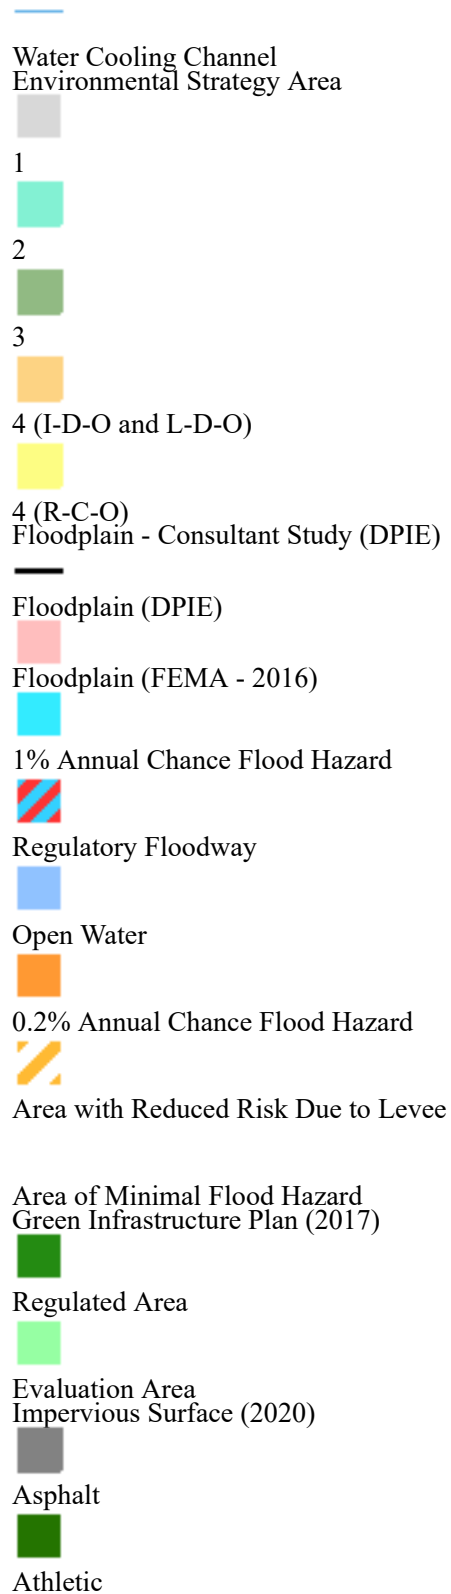 Water Cooling Channel
Environmental Strategy Area
1
2
3
4 (I-D-O and L-D-O)
4 (R-C-O)
Floodplain - Consultant Study (DPIE)
Floodplain (DPIE)
Floodplain (FEMA - 2016)
1% Annual Chance Flood Hazard
Regulatory Floodway
Open Water
0.2% Annual Chance Flood Hazard
Area with Reduced Risk Due to Levee
Area of Minimal Flood Hazard
Green Infrastructure Plan (2017)
Regulated Area
Evaluation Area
Impervious Surface (2020)
Asphalt
Athletic